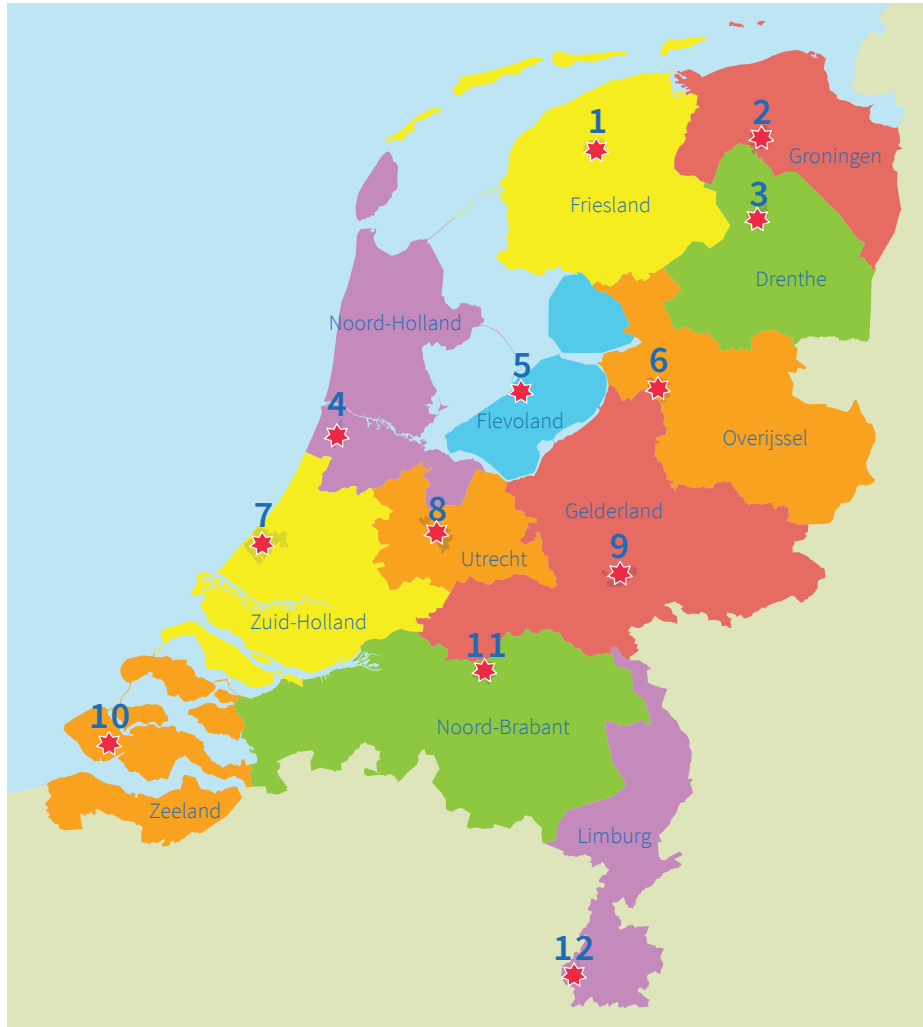 1
2
Groningen
3
Friesland
Drenthe
Noord-Holland
5
6
4
Flevoland
Overijssel
7
8
Gelderland
9
Utrecht
Zuid-Holland
11
10
Noord-Brabant
Zeeland
Limburg
12